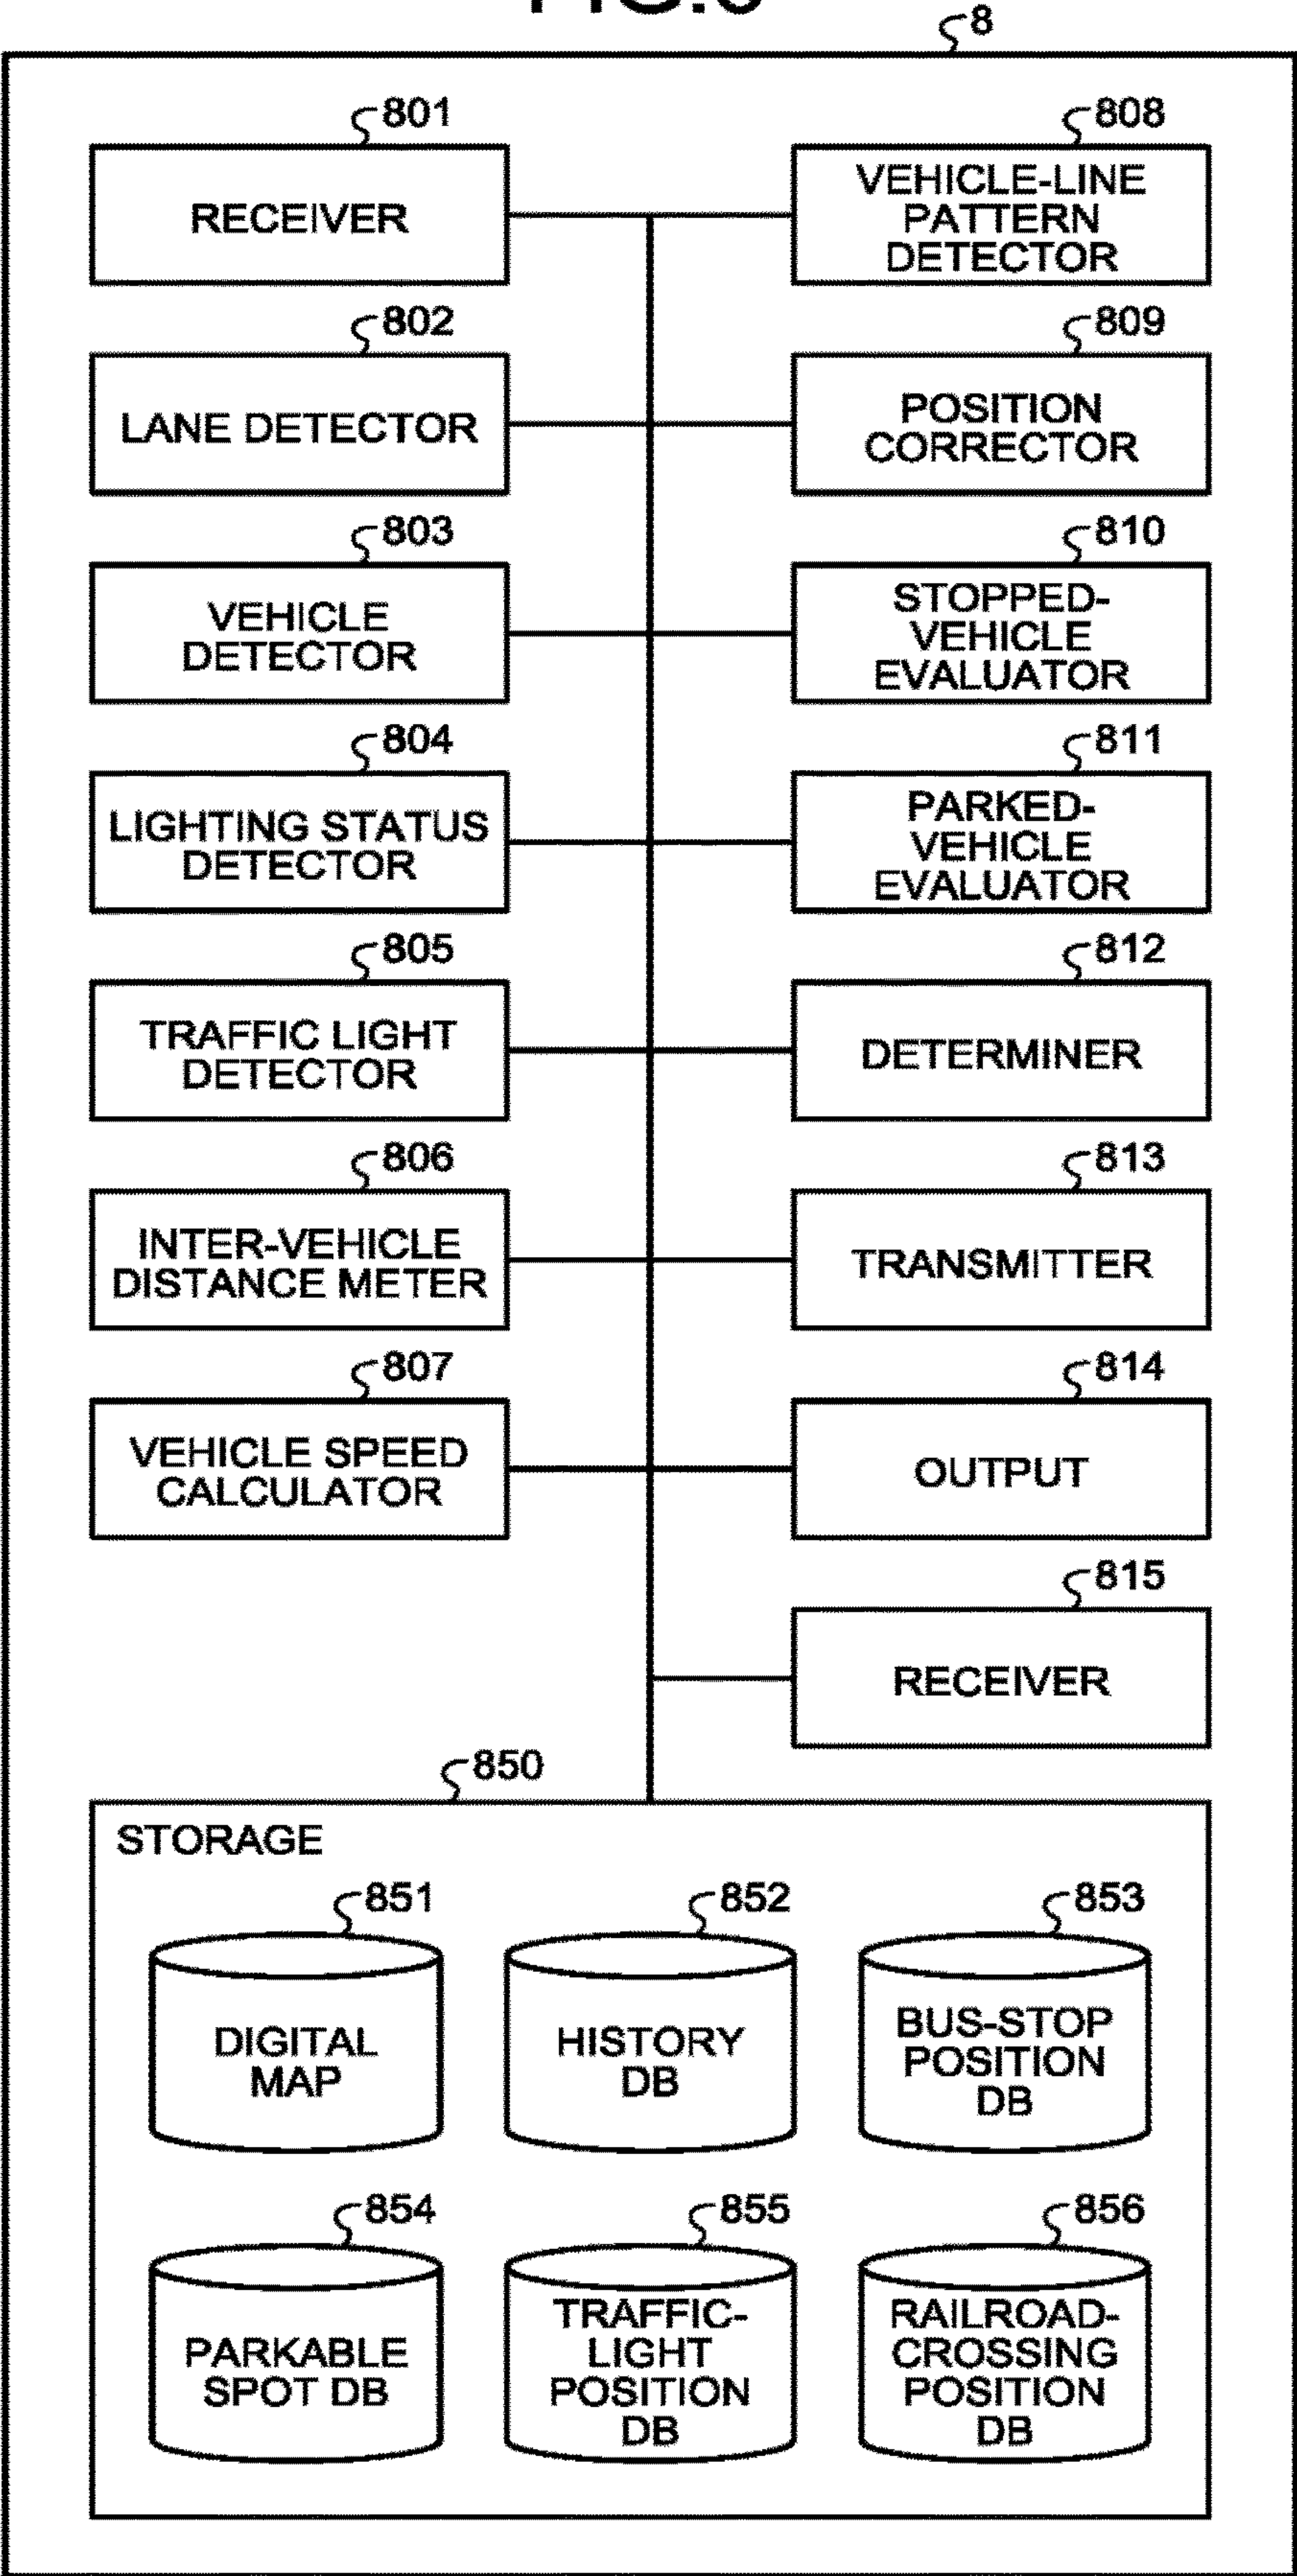 8
801
RECEIVER
808
VEHICLE-LINE
PATTERN
DETECTOR
802
LANE DETECTOR
809
POSITION
CORRECTOR
803
VEHICLE
DETECTOR
810
STOPPED-
VEHICLE
EVALUATOR
804
LIGHTING STATUS
DETECTOR
811
PARKED-
VEHICLE
EVALUATOR
805
TRAFFIC LIGHT
DETECTOR
812
DETERMINER
806
INTER-VEHICLE
DISTANCE METER
813
TRANSMITTER
807
VEHICLE SPEED
CALCULATOR
814
OUTPUT
815
RECEIVER
850
STORAGE
851
DIGITAL
MAP
852
HISTORY
DB
853
BUS-STOP
POSITION
DB
854
PARKABLE
SPOT DB
855
TRAFFIC-
LIGHT
POSITION
DB
856
RAILROAD-
CROSSING
POSITION
DB